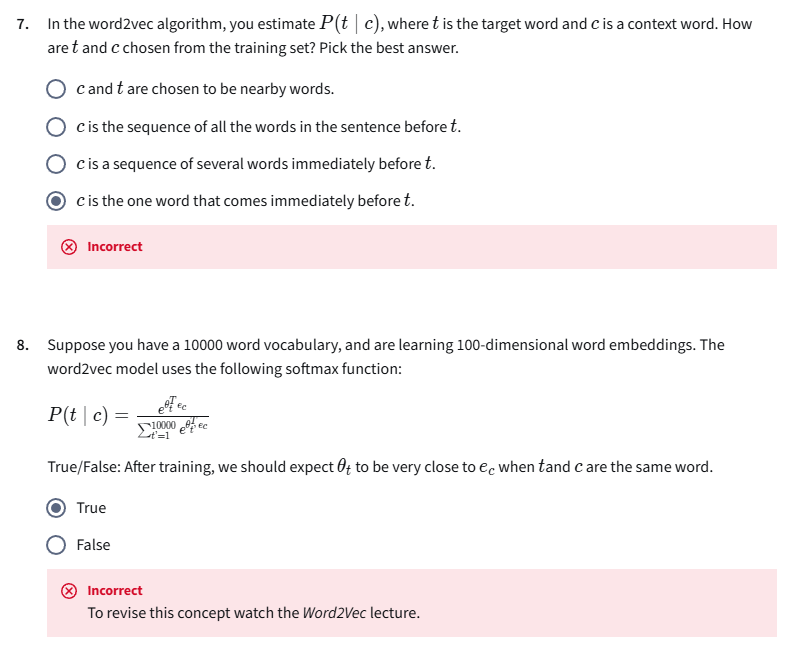 7. In the word2vec algorithm, you estimate P(t | c), where t is the target word and c is a context word. How
are t and c chosen from the training set? Pick the best answer.
c and t are chosen to be nearby words.
c is the sequence of all the words in the sentence before t.
c is a sequence of several words immediately before t.
c is the one word that comes immediately before t.
Incorrect
8. Suppose you have a 10000 word vocabulary, and are learning 100-dimensional word embeddings. The
word2vec model uses the following softmax function:
P(t | c) = \frac{e^{\theta_t^T e_c}}{\sum_{t'=1}^{10000} e^{\theta_{t'}^T e_c}}
True/False: After training, we should expect θ_t to be very close to e_c when tand c are the same word.
True
False
Incorrect
To revise this concept watch the Word2Vec lecture.